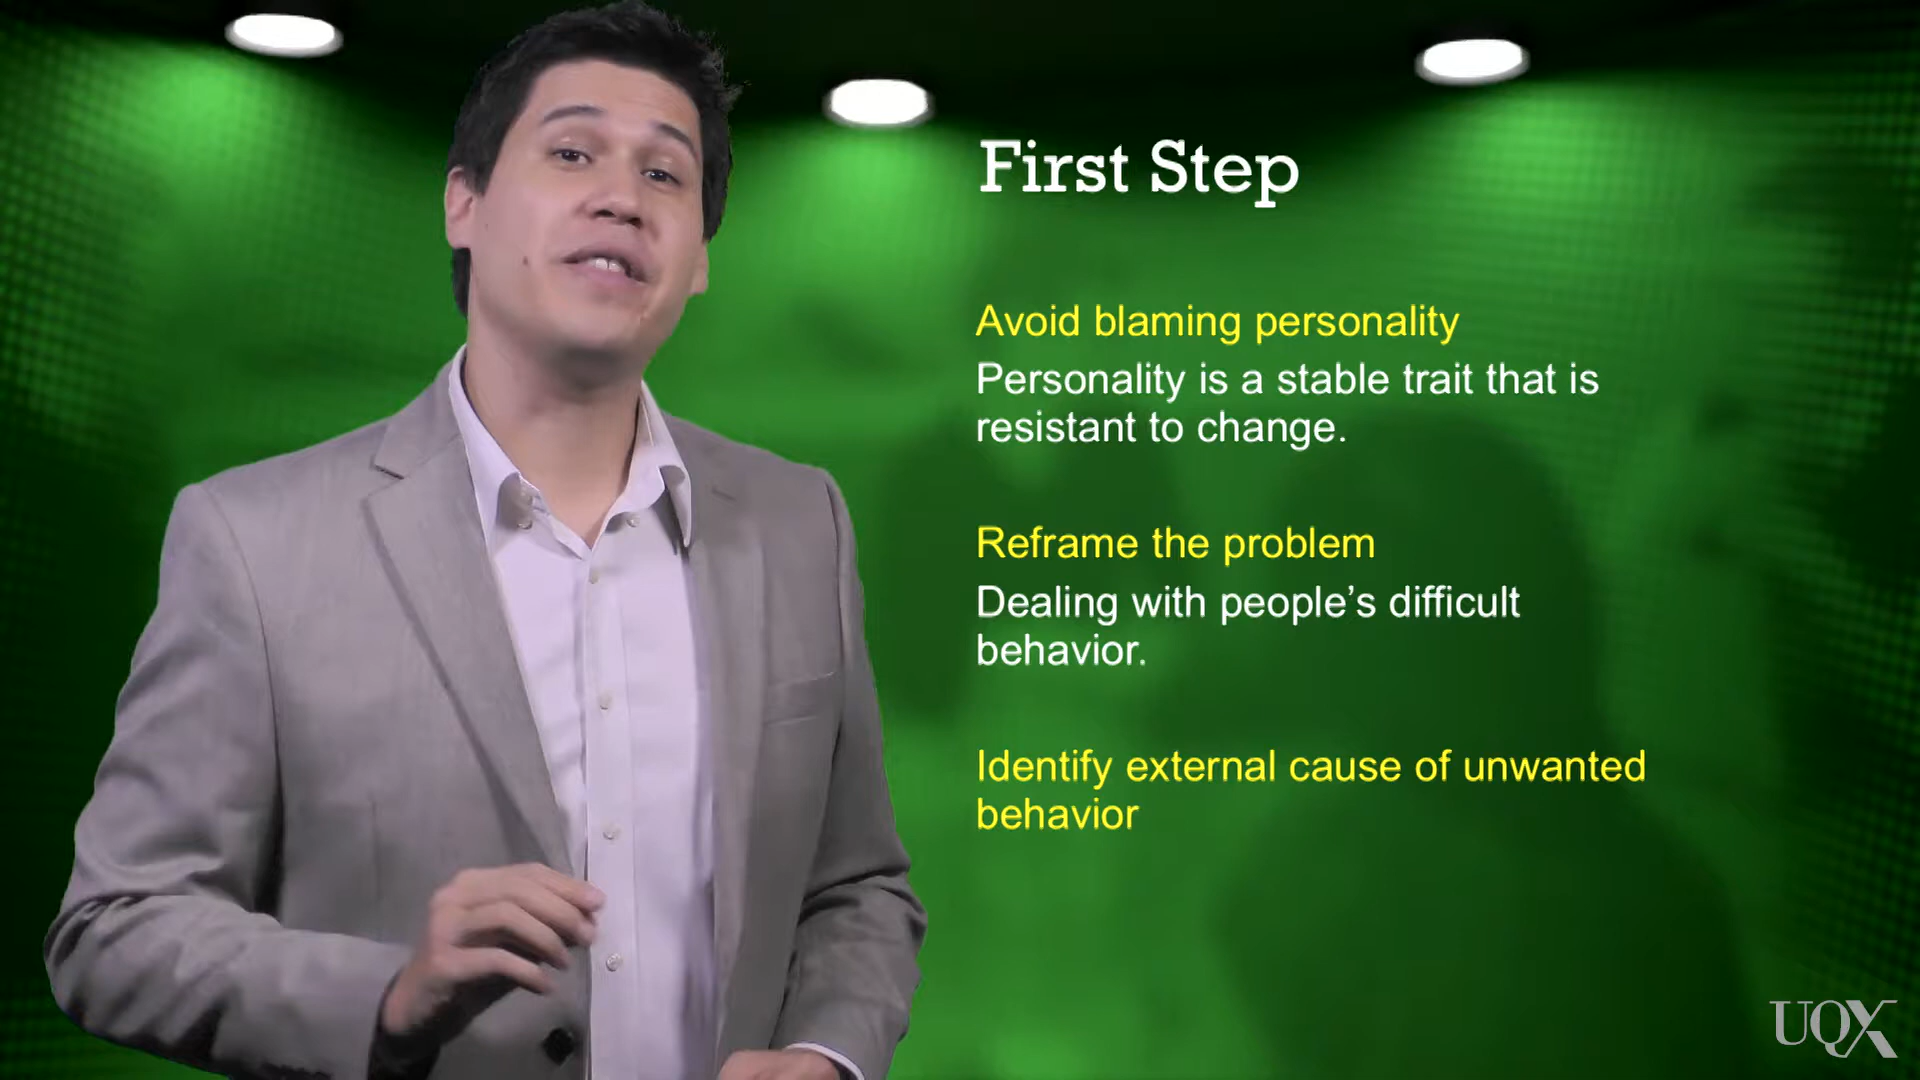 First Step
Avoid blaming personality
Personality is a stable trait that is
resistant to change.
Reframe the problem
Dealing with people’s difficult
behavior.
Identify external cause of unwanted
behavior
UQX